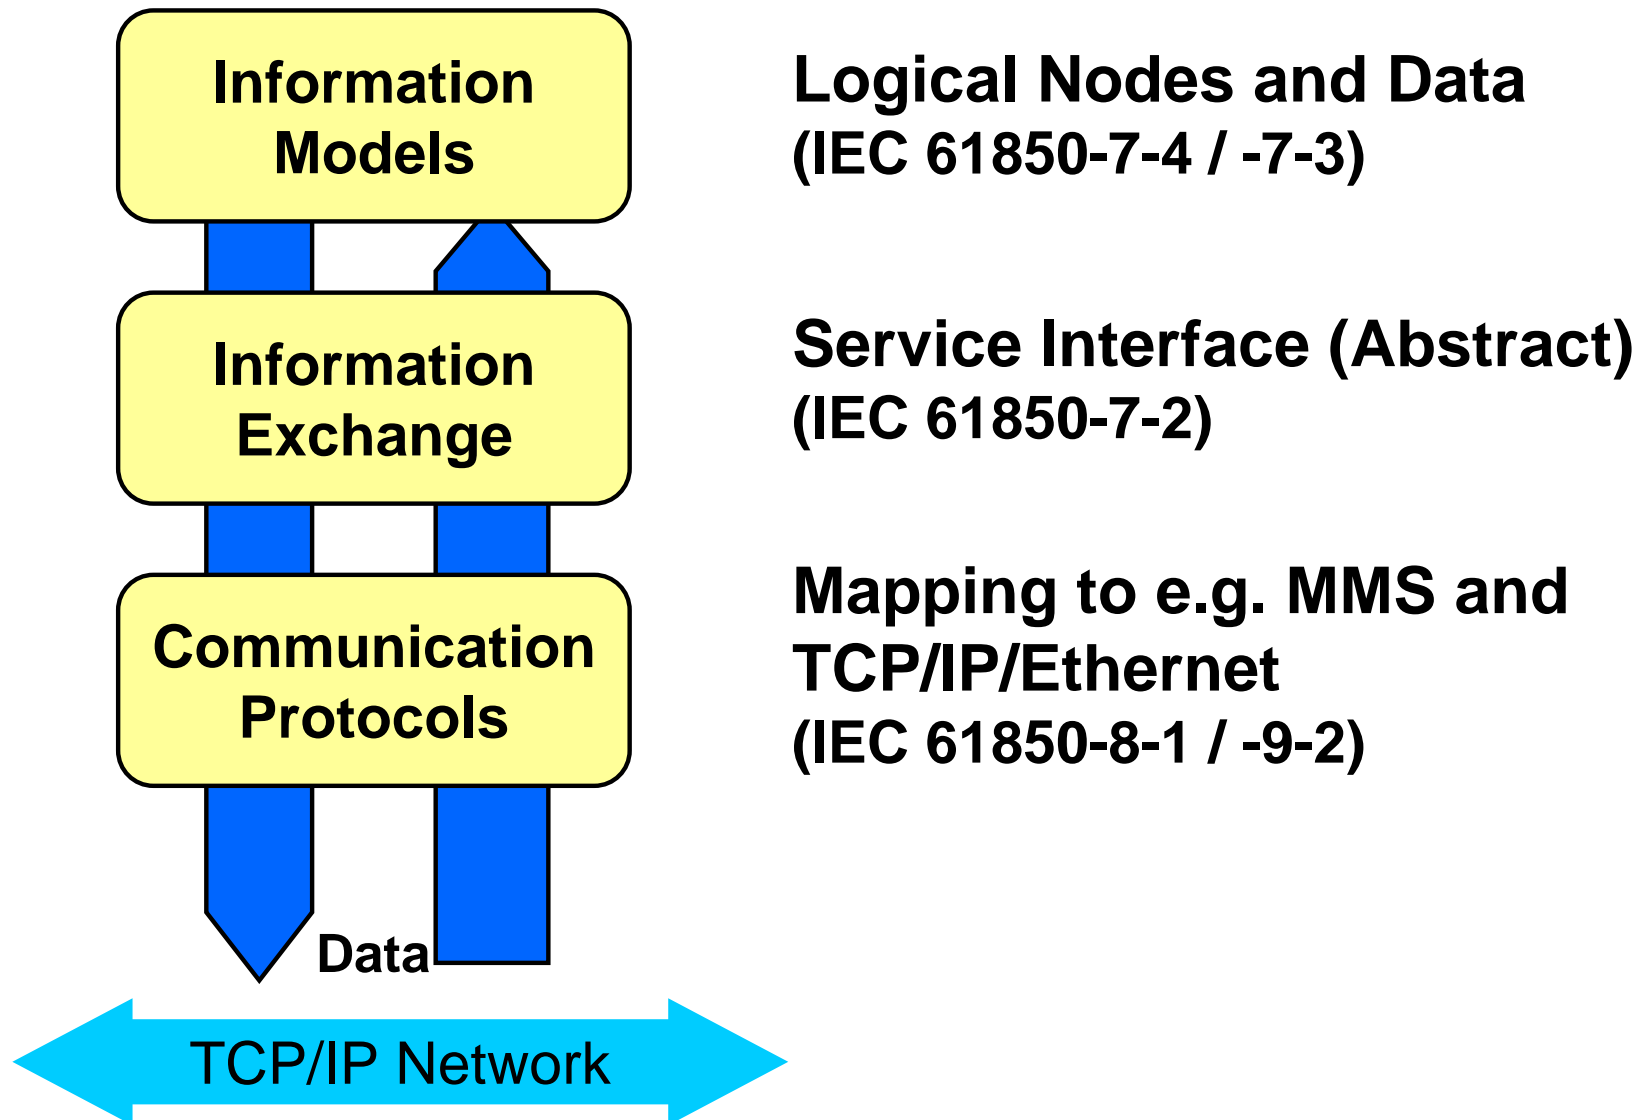 Information
Models
Logical Nodes and Data
(IEC 61850-7-4 / -7-3)
Information
Exchange
Service Interface (Abstract)
(IEC 61850-7-2)
Communication
Protocols
Mapping to e.g. MMS and
TCP/IP/Ethernet
(IEC 61850-8-1 / -9-2)
Data
TCP/IP Network